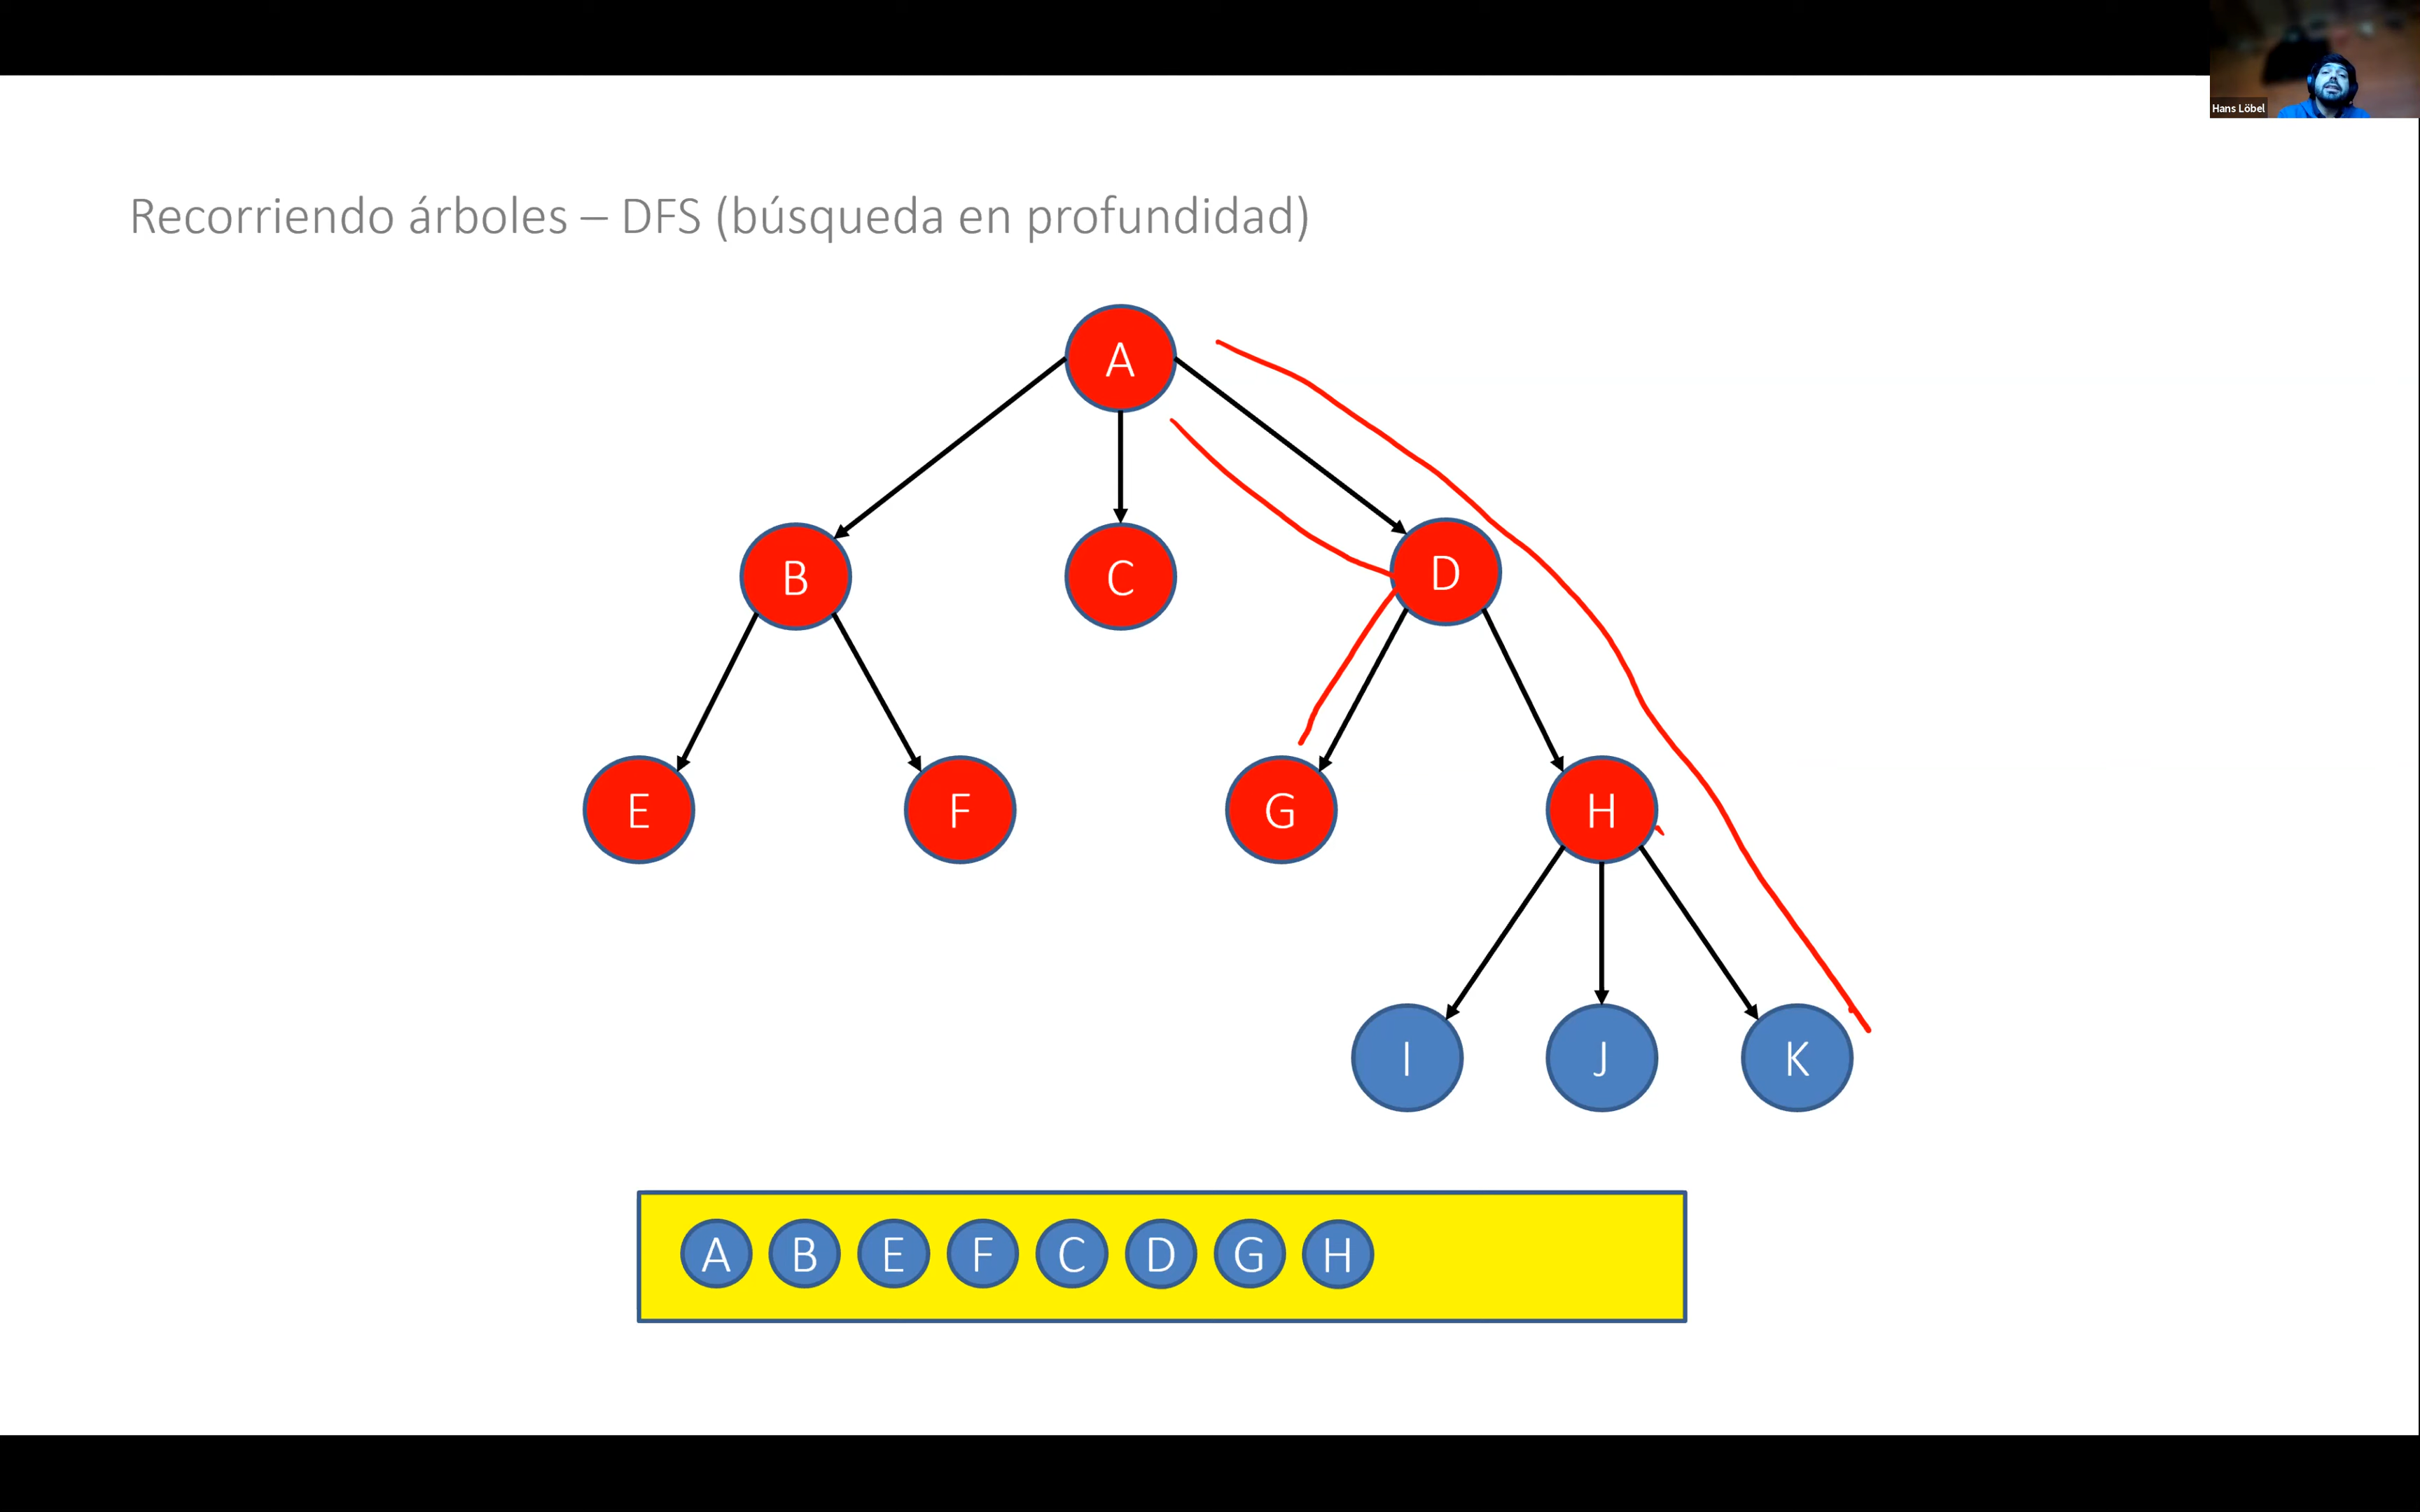 Hans Löbel
Recorriendo árboles – DFS (búsqueda en profundidad)
A
B C D
E F G H
I J K
A B E F C D G H